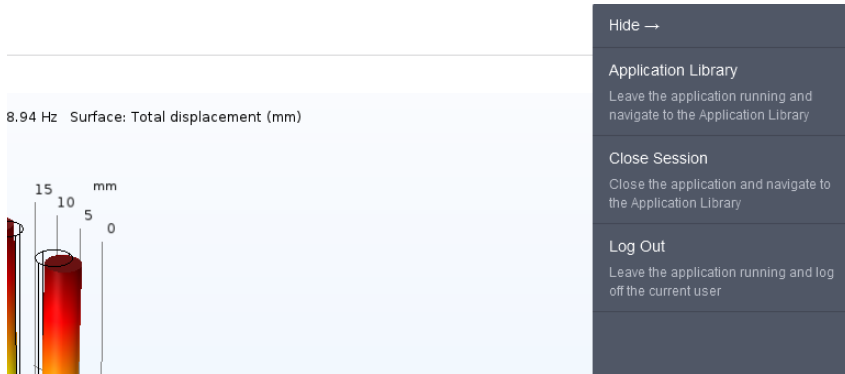 Hide →
Application Library
Leave the application running and
navigate to the Application Library
8.94 Hz   Surface: Total displacement (mm)
Close Session
Close the application and navigate to
the Application Library
15
mm
10
5
0
Log Out
Leave the application running and log
off the current user